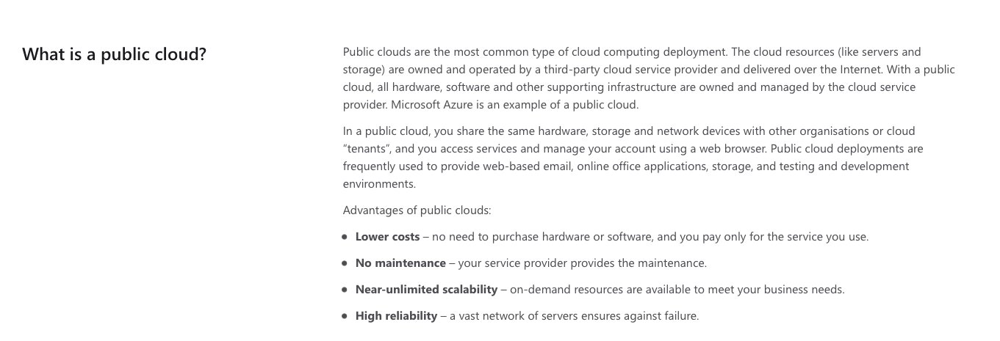 What is a public cloud?
Public clouds are the most common type of cloud computing deployment. The cloud resources (like servers and
storage) are owned and operated by a third-party cloud service provider and delivered over the Internet. With a public
cloud, all hardware, software and other supporting infrastructure are owned and managed by the cloud service
provider. Microsoft Azure is an example of a public cloud.
In a public cloud, you share the same hardware, storage and network devices with other organisations or cloud
“tenants”, and you access services and manage your account using a web browser. Public cloud deployments are
frequently used to provide web-based email, online office applications, storage, and testing and development
environments.
Advantages of public clouds:
● Lower costs – no need to purchase hardware or software, and you pay only for the service you use.
● No maintenance – your service provider provides the maintenance.
● Near-unlimited scalability – on-demand resources are available to meet your business needs.
● High reliability – a vast network of servers ensures against failure.